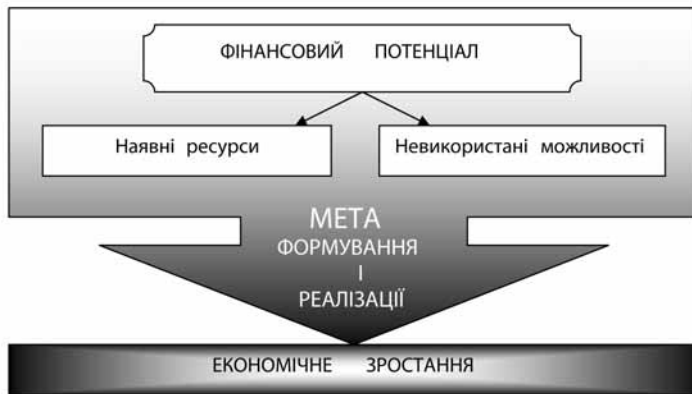 ФІНАНСОВИЙ ПОТЕНЦІАЛ
Наявні ресурси
Невикористані можливості
МЕТА
ФОРМУВАННЯ
І
РЕАЛІЗАЦІЇ
ЕКОНОМІЧНЕ ЗРОСТАННЯ